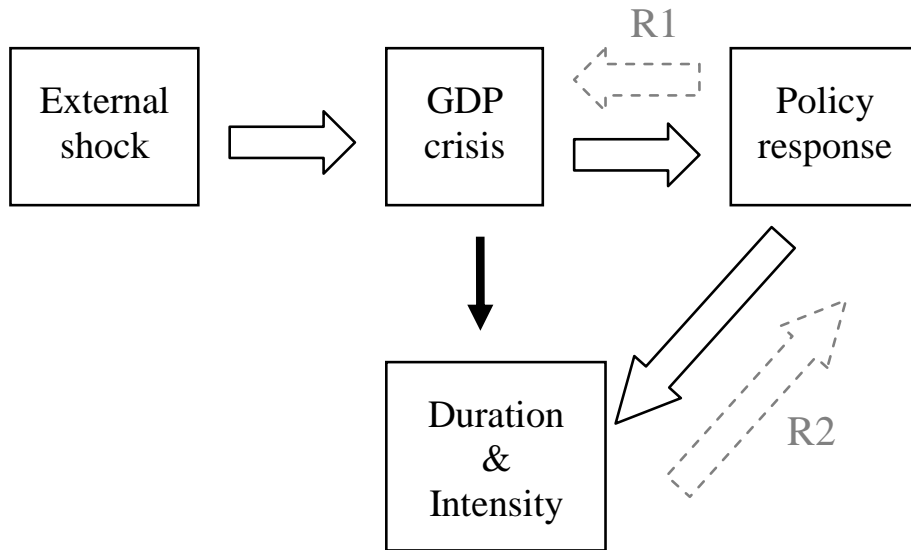 R1
External
shock
GDP
crisis
Policy
response
Duration
&
Intensity
R2